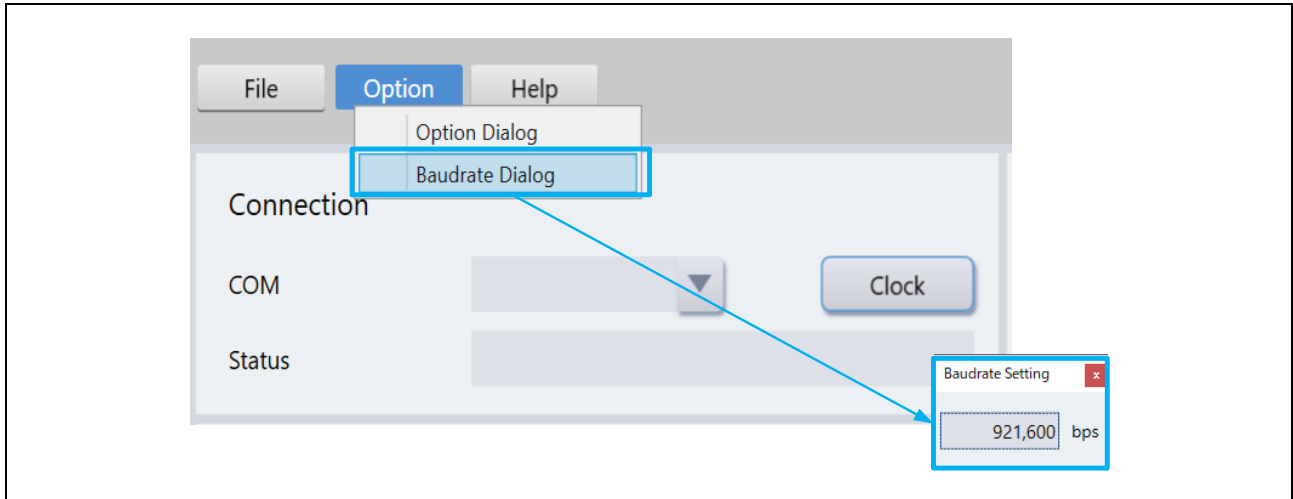 File Option Help
Option Dialog
Baudrate Dialog
Connection
COM Clock
Status
Baudrate Setting x
921,600 bps